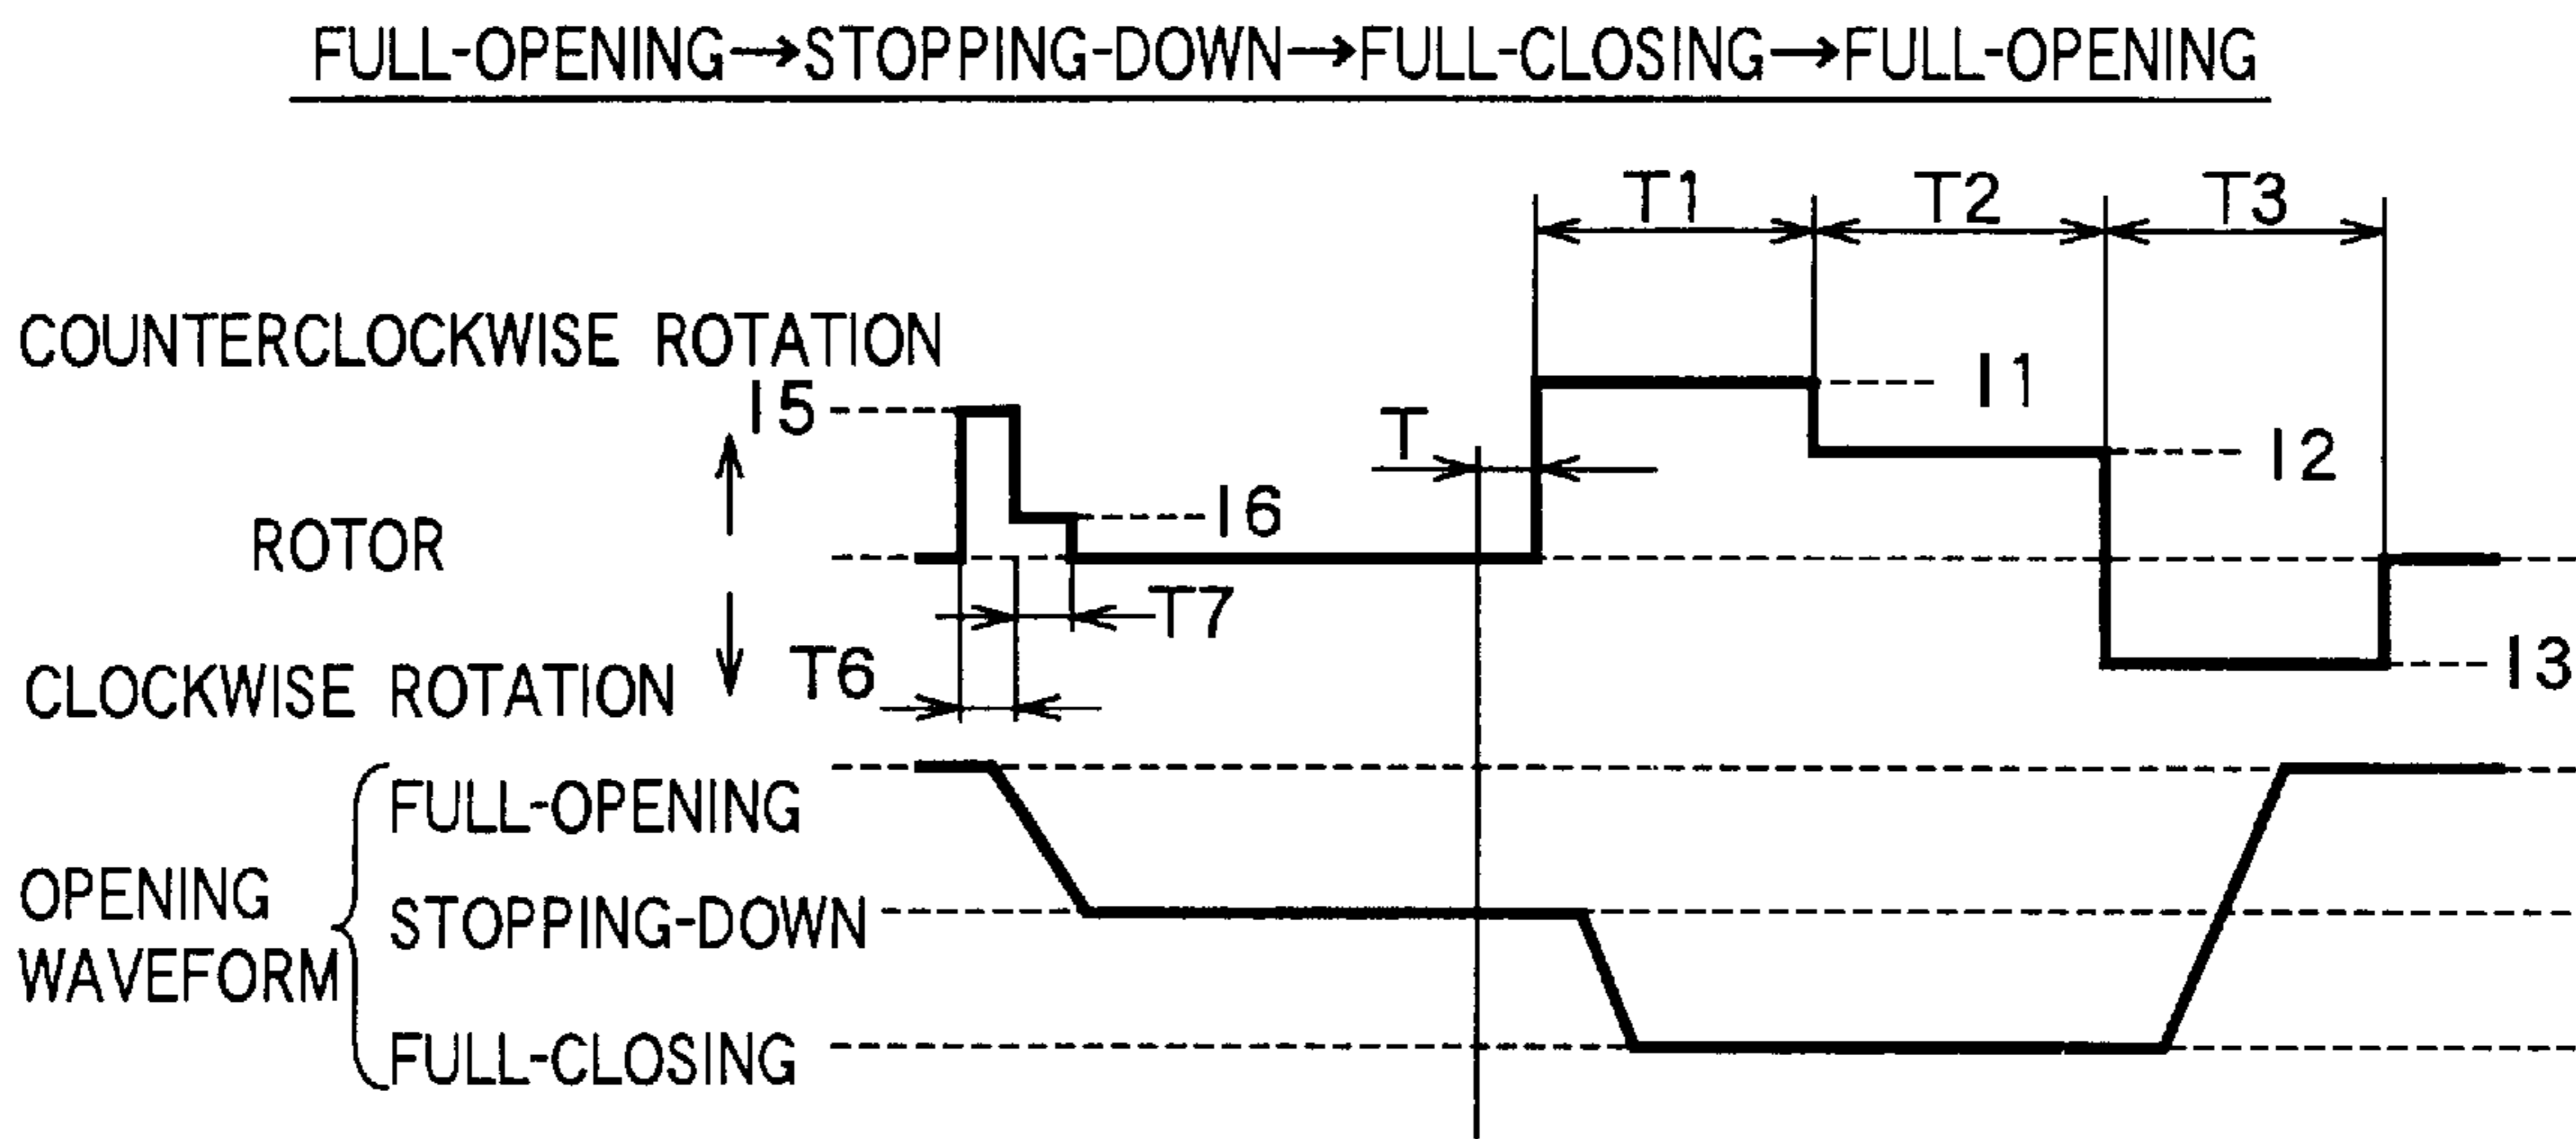 FULL-OPENING→STOPPING-DOWN→FULL-CLOSING→FULL-OPENING
T1 T2 T3
COUNTERCLOCKWISE ROTATION
I5
I1
T
I2
I6
ROTOR
T7
CLOCKWISE ROTATION
T6
I3
OPENING WAVEFORM
FULL-OPENING
STOPPING-DOWN
FULL-CLOSING